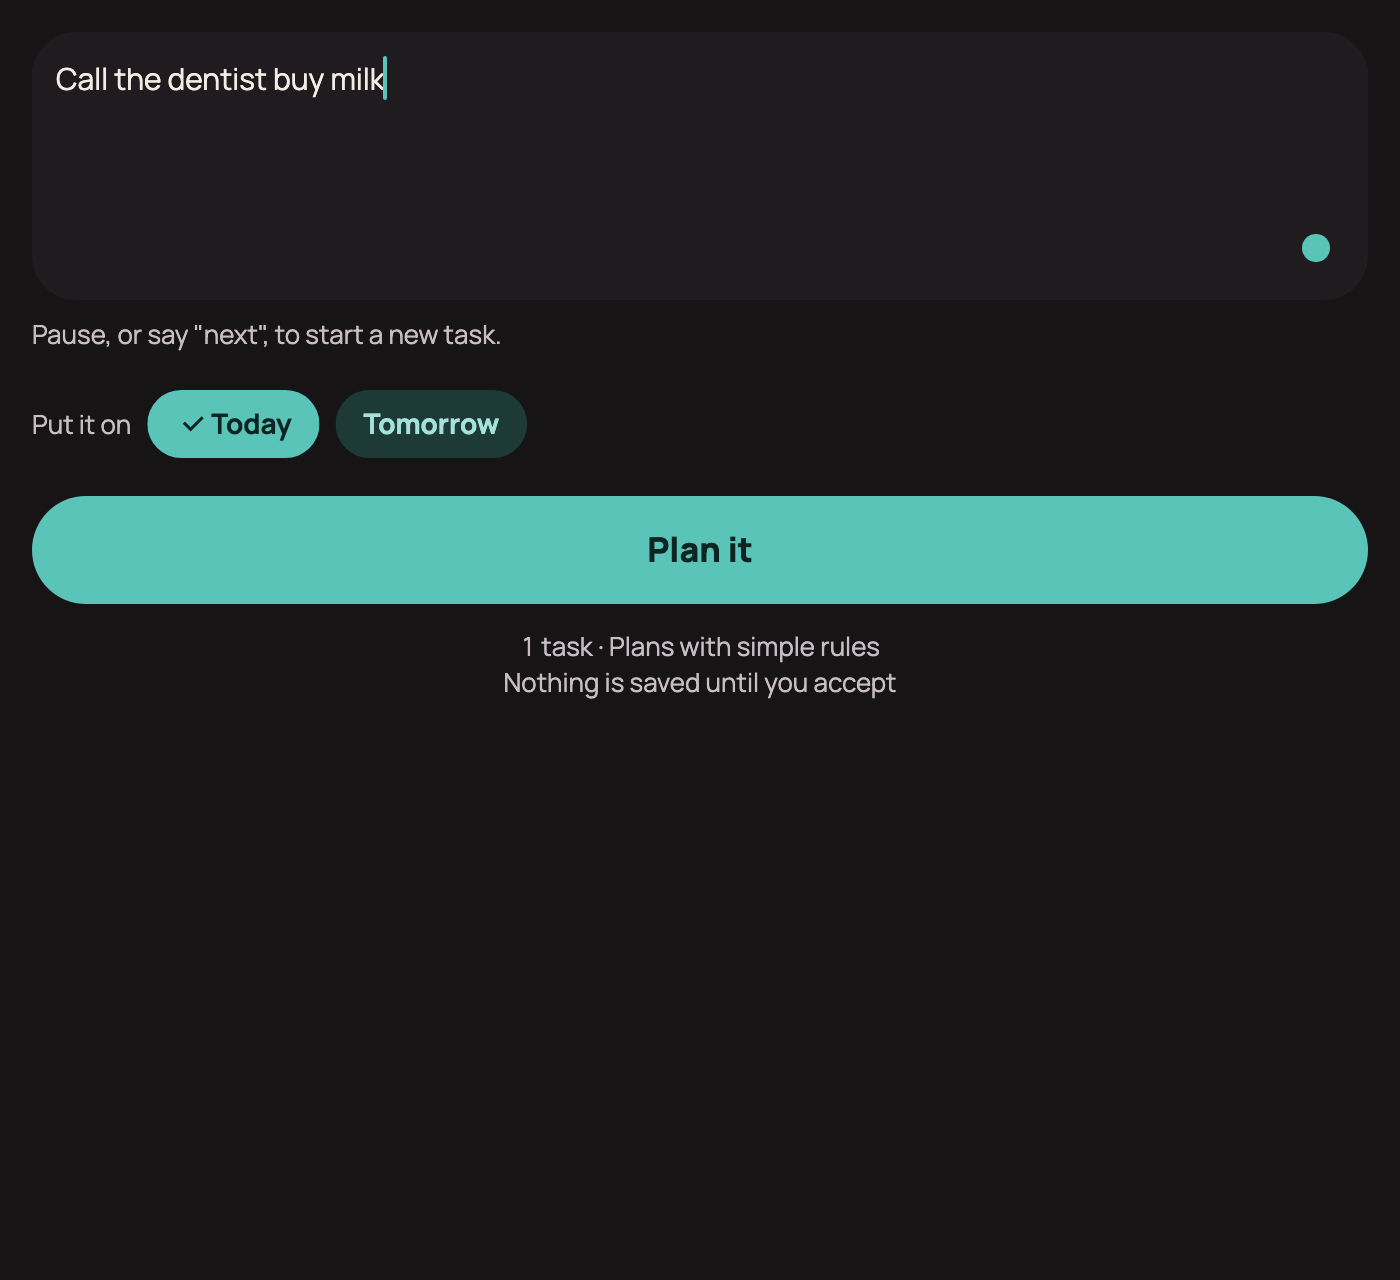 Call the dentist buy milk
Pause, or say "next", to start a new task.
Put it on Today Tomorrow
Plan it
1 task · Plans with simple rules
Nothing is saved until you accept